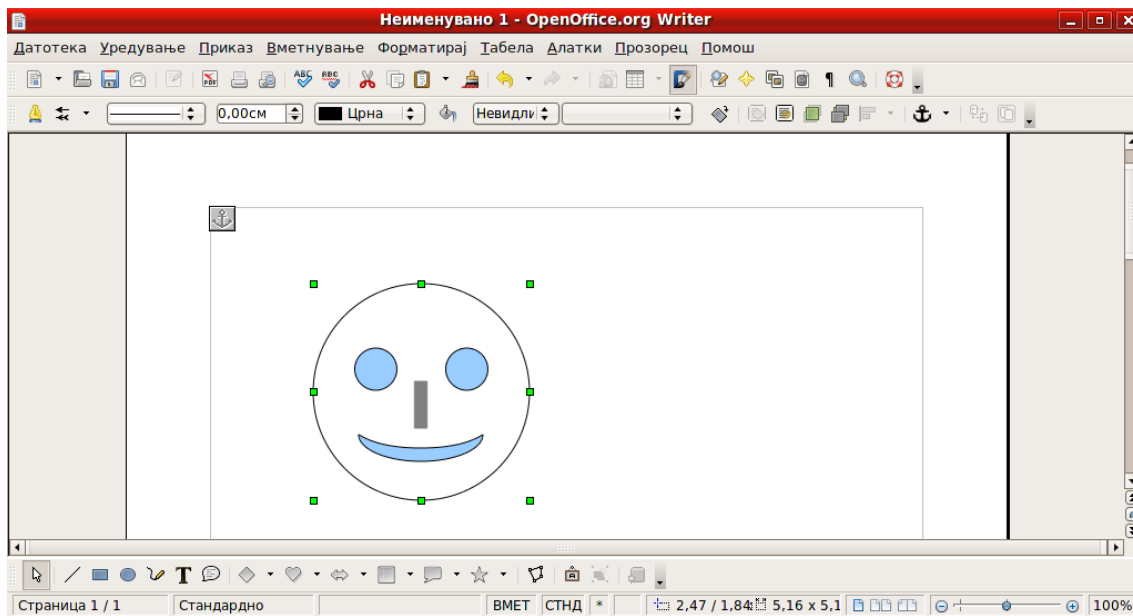 Неименувано 1 - OpenOffice.org Writer
Датотека Уредување Приказ Вметнување Форматирај Табела Алатки Прозорец Помош
0,00см Црна Невидли
Страница 1 / 1 Стандардно ВМЕТ СТНД * 2,47 / 1,84 5,16 x 5,1 100%